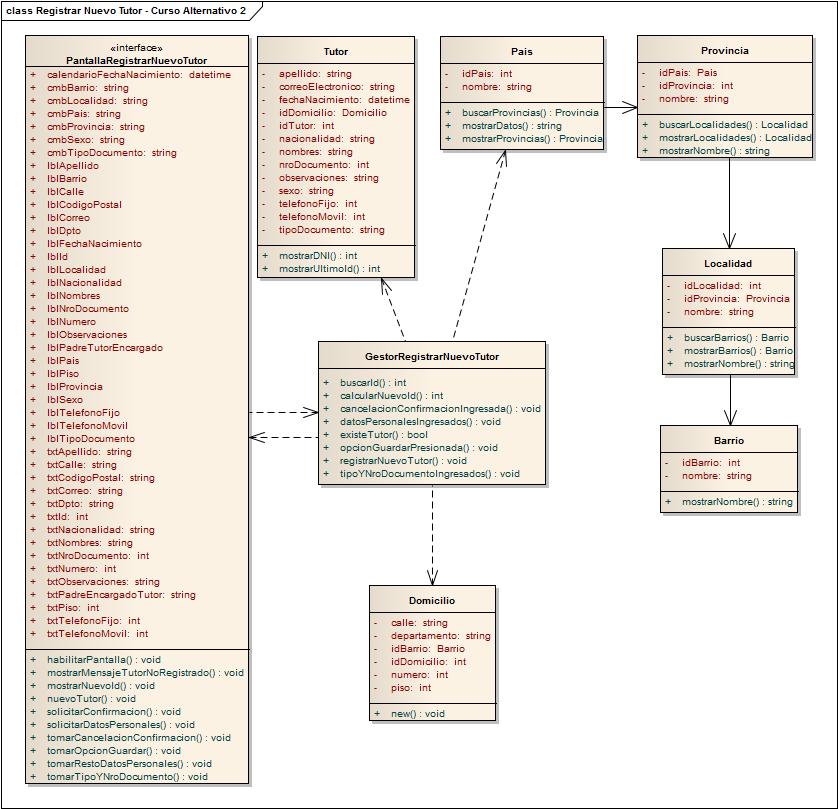 class Registrar Nuevo Tutor - Curso Alternativo 2
«interface»
PantallaRegistrarNuevoTutor
+ calendarioFechaNacimiento: datetime
+ cmbBarrio: string
+ cmbLocalidad: string
+ cmbPais: string
+ cmbProvincia: string
+ cmbSexo: string
+ cmbTipoDocumento: string
+ lblApellido
+ lblBarrio
+ lblCalle
+ lblCodigoPostal
+ lblCorreo
+ lblDpto
+ lblFechaNacimiento
+ lblId
+ lblLocalidad
+ lblNacionalidad
+ lblNombres
+ lblNroDocumento
+ lblNumero
+ lblObservaciones
+ lblPadreTutorEncargado
+ lblPais
+ lblPiso
+ lblProvincia
+ lblSexo
+ lblTelefonoFijo
+ lblTelefonoMovil
+ lblTipoDocumento
+ txtApellido: string
+ txtCalle: string
+ txtCodigoPostal: string
+ txtCorreo: string
+ txtDpto: string
+ txtId: int
+ txtNacionalidad: string
+ txtNombres: string
+ txtNroDocumento: int
+ txtNumero: int
+ txtObservaciones: string
+ txtPadreEncargadoTutor: string
+ txtPiso: int
+ txtTelefonoFijo: int
+ txtTelefonoMovil: int
+ habilitarPantalla() : void
+ mostrarMensajeTutorNoRegistrado() : void
+ mostrarNuevoId() : void
+ nuevoTutor() : void
+ solicitarConfirmacion() : void
+ solicitarDatosPersonales() : void
+ tomarCancelacionConfirmacion() : void
+ tomarOpcionGuardar() : void
+ tomarRestoDatosPersonales() : void
+ tomarTipoYNroDocumento() : void
Tutor
- apellido: string
- correoElectronico: string
- fechaNacimiento: datetime
- idDomicilio: Domicilio
- idTutor: int
- nacionalidad: string
- nombres: string
- nroDocumento: int
- observaciones: string
- sexo: string
- telefonoFijo: int
- telefonoMovil: int
- tipoDocumento: string
+ mostrarDNI() : int
+ mostrarUltimoId() : int
Pais
- idPais: int
- nombre: string
+ buscarProvincias() : Provincia
+ mostrarDatos() : string
+ mostrarProvincias() : Provincia
Provincia
- idPais: Pais
- idProvincia: int
- nombre: string
+ buscarLocalidades() : Localidad
+ mostrarLocalidades() : Localidad
+ mostrarNombre() : string
Localidad
- idLocalidad: int
- idProvincia: Provincia
- nombre: string
+ buscarBarrios() : Barrio
+ mostrarBarrios() : Barrio
+ mostrarNombre() : string
GestorRegistrarNuevoTutor
+ buscarId() : int
+ calcularNuevoId() : int
+ cancelacionConfirmacionIngresada() : void
+ datosPersonalesIngresados() : void
+ existeTutor() : bool
+ opcionGuardarPresionada() : void
+ registrarNuevoTutor() : void
+ tipoYNroDocumentoIngresados() : void
Barrio
- idBarrio: int
- nombre: string
+ mostrarNombre() : string
Domicilio
- calle: string
- departamento: string
- idBarrio: Barrio
- idDomicilio: int
- numero: int
- piso: int
+ new() : void